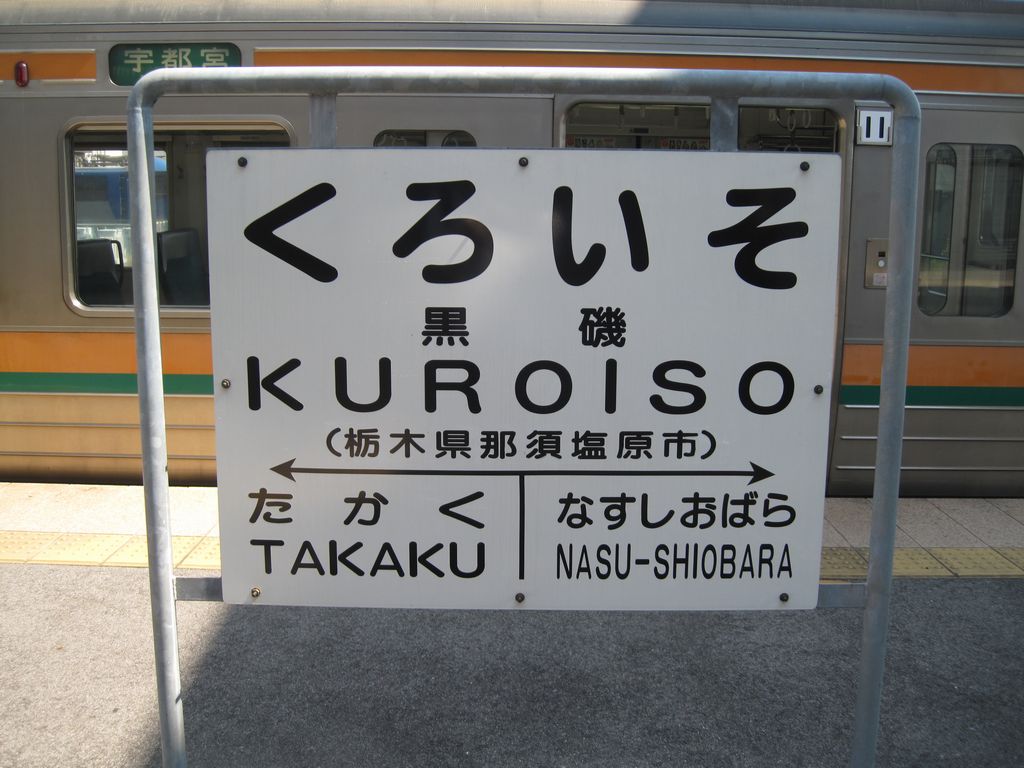 宇都宮
11
くろいそ
黒磯
KUROISO
(栃木県那須塩原市)
たかく なすしおばら
TAKAKU NASU-SHIOBARA